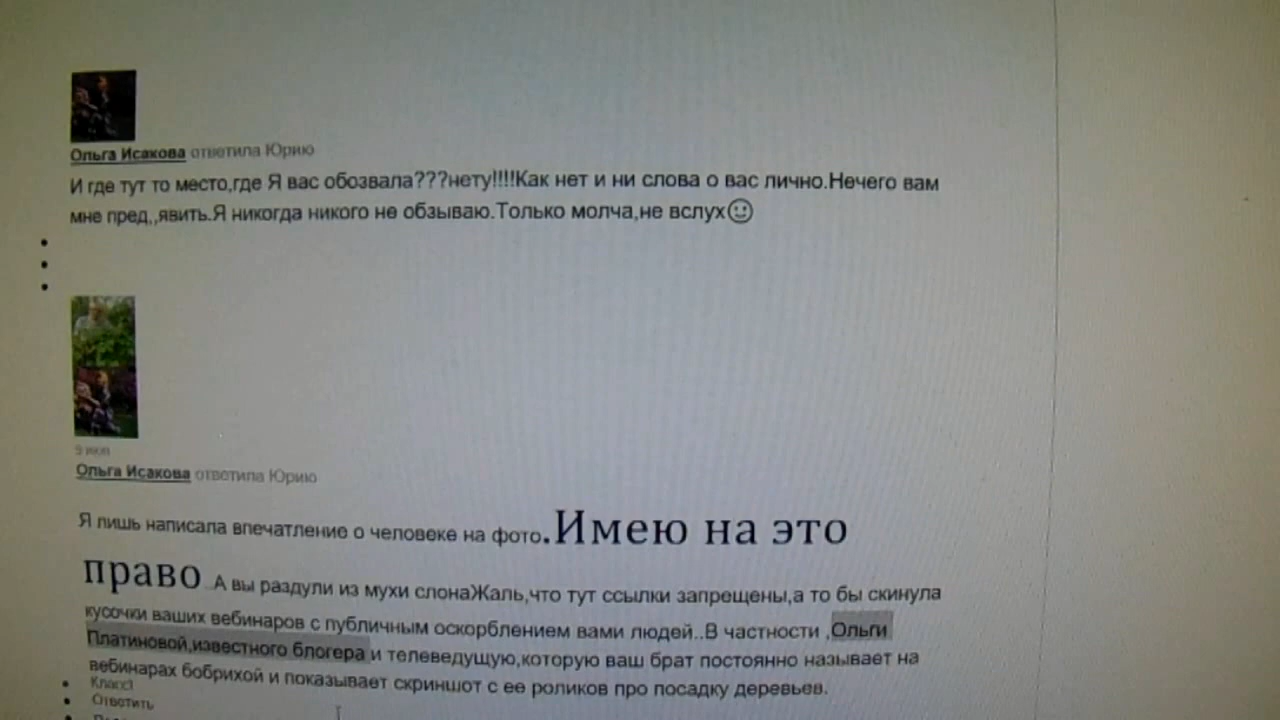 Ольга Исакова ответила Юрию
И где тут то место,где Я вас обозвала???нету!!!!Как нет и ни слова о вас лично.Нечего вам
мне пред,,явить.Я никогда никого не обзываю.Только молча,не вслух☺
9 июл
Ольга Исакова ответила Юрию
Я лишь написала впечатление о человеке на фото.Имею на это
право ..А вы раздули из мухи слонаЖаль,что тут ссылки запрещены,а то бы скинула
кусочки ваших вебинаров с публичным оскорблением вами людей..В частности ,Ольги
Платиновой,известного блогера и телеведущую,которую ваш брат постоянно называет на
вебинарах бобрихой и показывает скриншот с ее роликов про посадку деревьев.
Класс!
Ответить